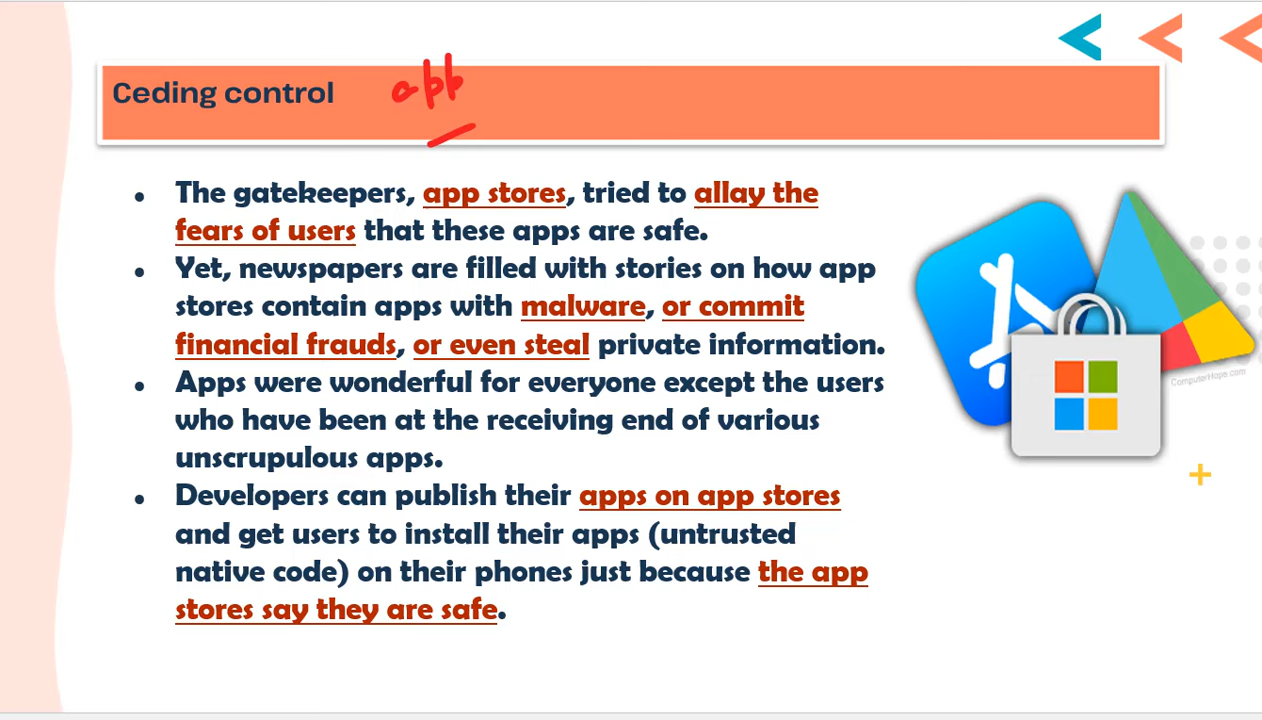 Ceding control
app
• The gatekeepers, app stores, tried to allay the
fears of users that these apps are safe.
• Yet, newspapers are filled with stories on how app
stores contain apps with malware, or commit
financial frauds, or even steal private information.
• Apps were wonderful for everyone except the users
who have been at the receiving end of various
unscrupulous apps.
• Developers can publish their apps on app stores
and get users to install their apps (untrusted
native code) on their phones just because the app
stores say they are safe.
ComputerHope.com